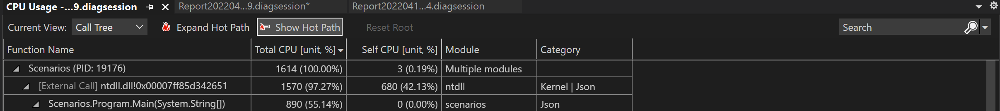 CPU Usage -...9.diagsession Report202204...9.diagsession* Report2022041...4.diagsession
Current View: Call Tree Expand Hot Path Show Hot Path Reset Root Search
Function Name Total CPU [unit, %] Self CPU [unit, %] Module Category
Scenarios (PID: 19176) 1614 (100.00%) 3 (0.19%) Multiple modules
[External Call] ntdll.dll!0x00007ff85d342651 1570 (97.27%) 680 (42.13%) ntdll Kernel | Json
Scenarios.Program.Main(System.String[]) 890 (55.14%) 0 (0.00%) scenarios Json